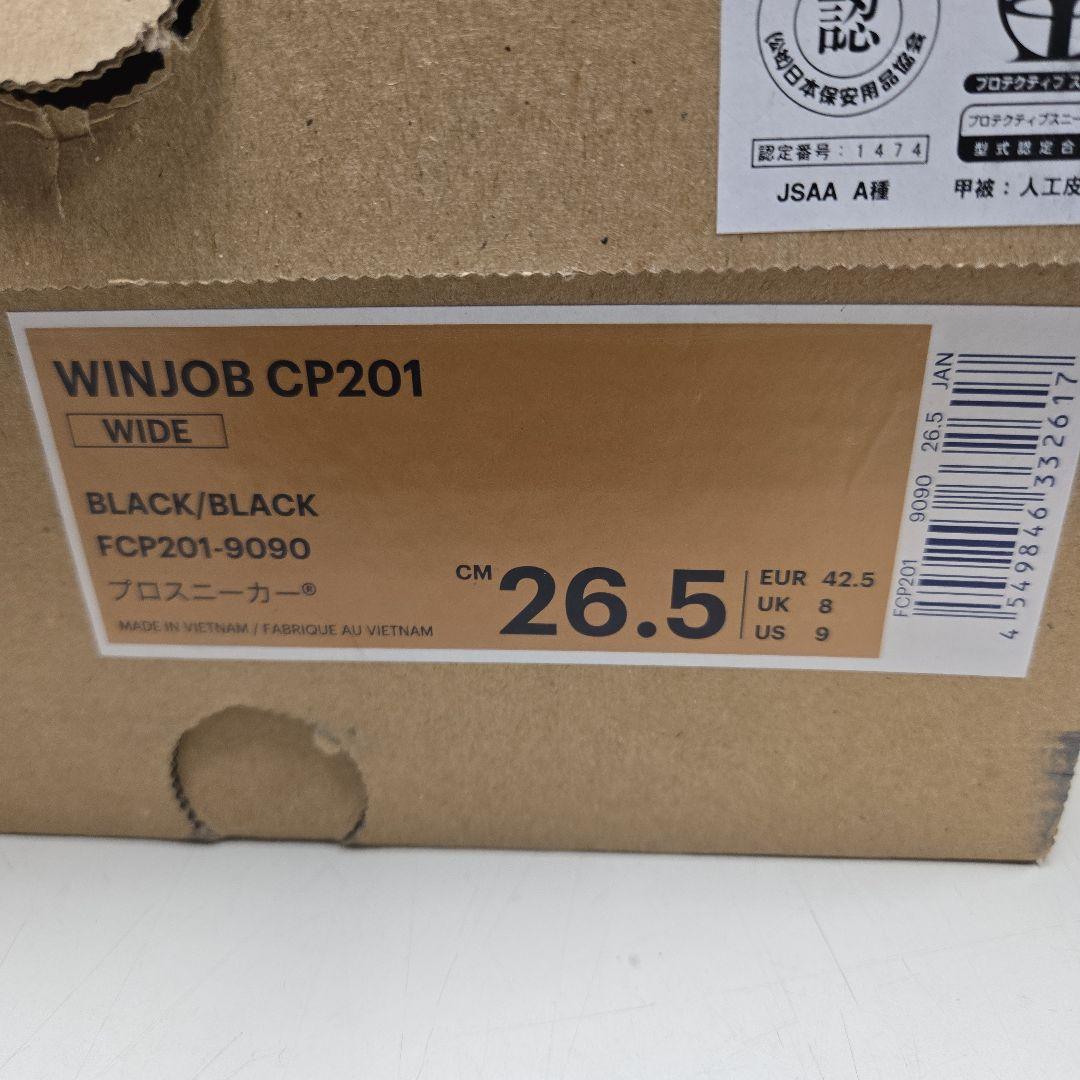 認
(公社)日本保安用品協会
認定番号：1474
JSAA A種
プロテクティブス
プロテクティブスニー
型式認定合
甲被：人工皮
WINJOB CP201
WIDE
BLACK/BLACK
FCP201-9090
プロスニーカー®
MADE IN VIETNAM / FABRIQUE AU VIETNAM
CM 26.5
EUR 42.5
UK 8
US 9
FCP201 9090 26.5 JAN
4549846332617